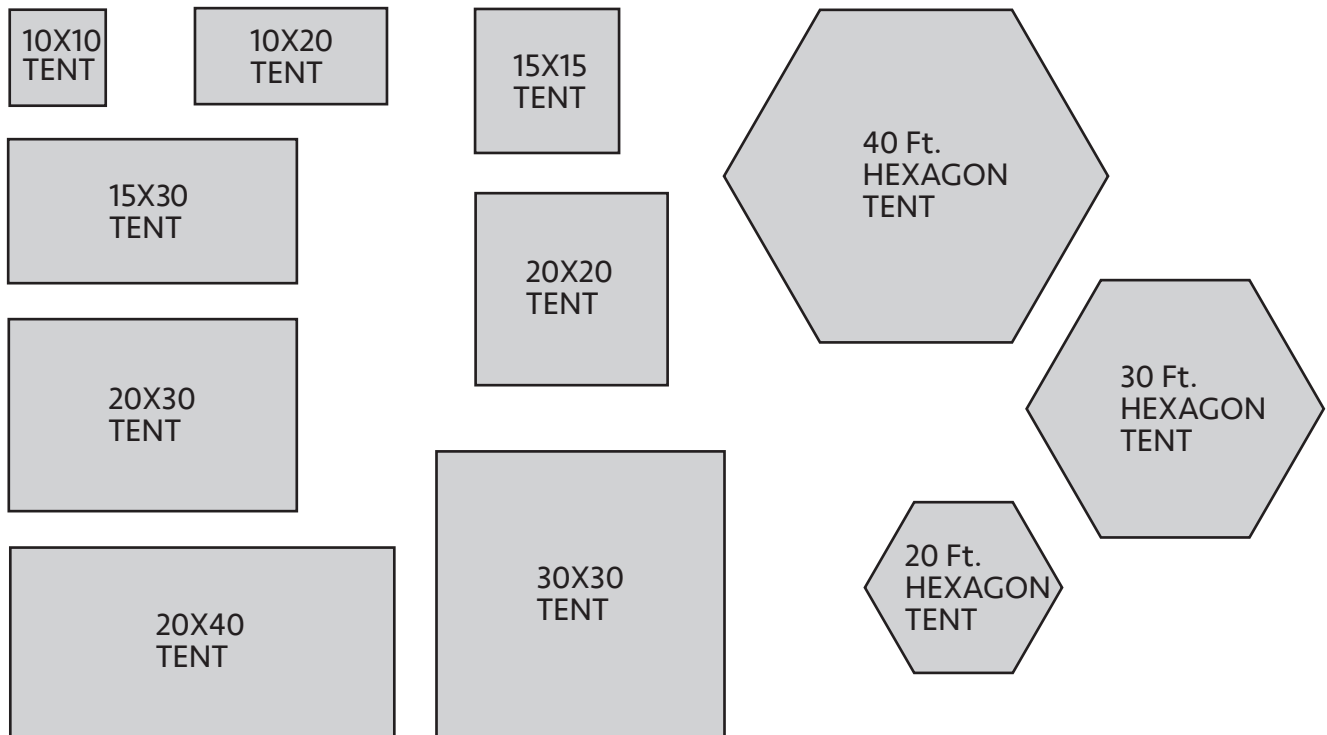 10X10
TENT
10X20
TENT
15X15
TENT
40 Ft.
HEXAGON
TENT
15X30
TENT
20X20
TENT
30 Ft.
HEXAGON
TENT
20X30
TENT
20 Ft.
HEXAGON
TENT
30X30
TENT
20X40
TENT